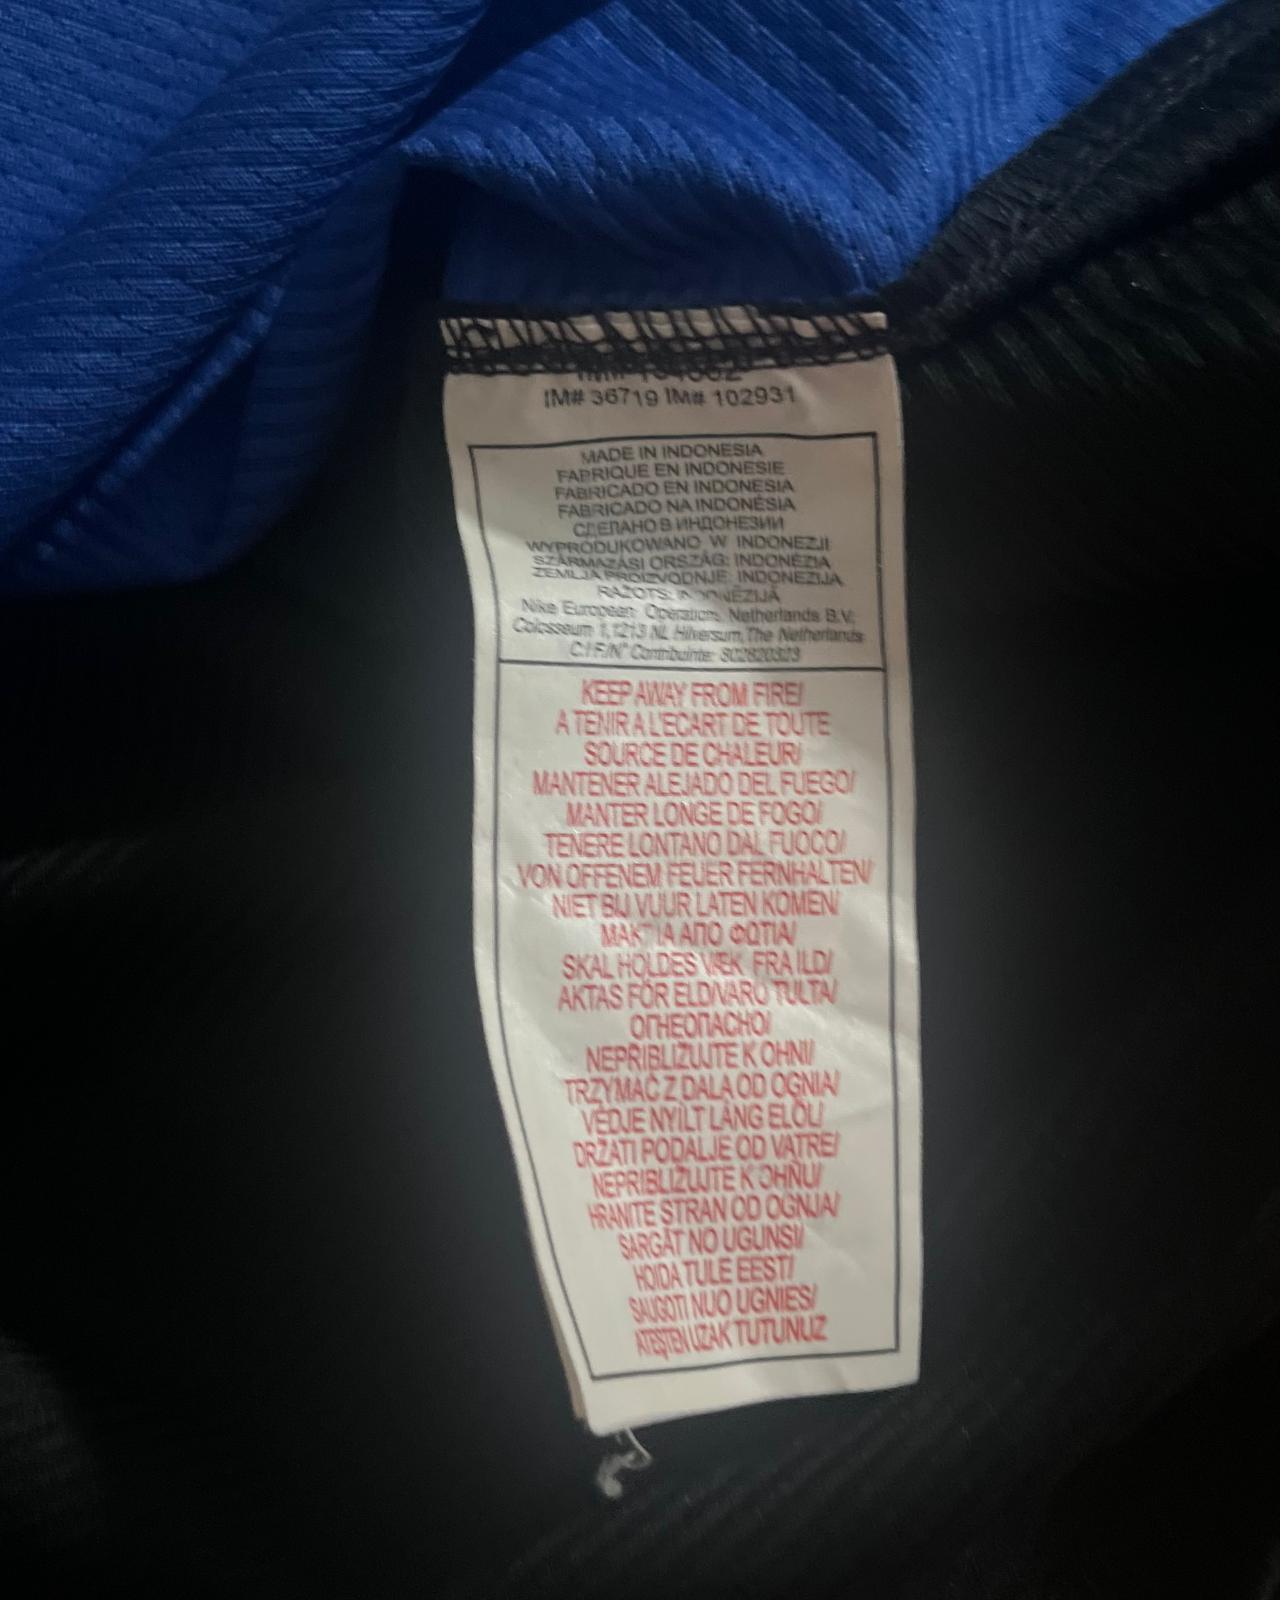 IM# 36719 IM# 102931
MADE IN INDONESIA
FABRIQUE EN INDONESIE
FABRICADO EN INDONESIA
FABRICADO NA INDONÉSIA
СДЕЛАНО В ИНДОНЕЗИИ
WYPRODUKOWANO W INDONEZJI
SZÁRMAZÁSI ORSZÁG: INDONÉZIA
ZEMLJA PROIZVODNJE: INDONEZIJA
RAŽOTS: INDONĒZIJĀ
Nike European Operation, Netherlands B.V.
Colosseum 1,1213 NL Hilversum,The Netherlands
C.I.F./N° Contribuinte: 302620323
KEEP AWAY FROM FIRE/
A TENIR A L'ECART DE TOUTE
SOURCE DE CHALEUR/
MANTENER ALEJADO DEL FUEGO/
MANTER LONGE DE FOGO/
TENERE LONTANO DAL FUOCO/
VON OFFENEM FEUER FERNHALTEN/
NIET BIJ VUUR LATEN KOMEN/
ΑΠΟ ΦΩΤΙΑ/
SKAL HOLDES VÆK FRA ILD/
AKTAS FÖR ELD/VARO TULTA/
ОГНЕОПАСНО/
NEPŘIBLIŽUJTE K OHNI/
TRZYMAĆ Z DALA OD OGNIA/
VÉDJE NYÍLT LÁNG ELŐL/
DRŽATI PODALJE OD VATRE/
NEPRIBLIŽUJTE K OHŇU/
HRANITE STRAN OD OGNJA/
SARGĀT NO UGUNS/
HOIDA TULE EEST/
SAUGOTI NUO UGNIES/
ATEŞTEN UZAK TUTUNUZ